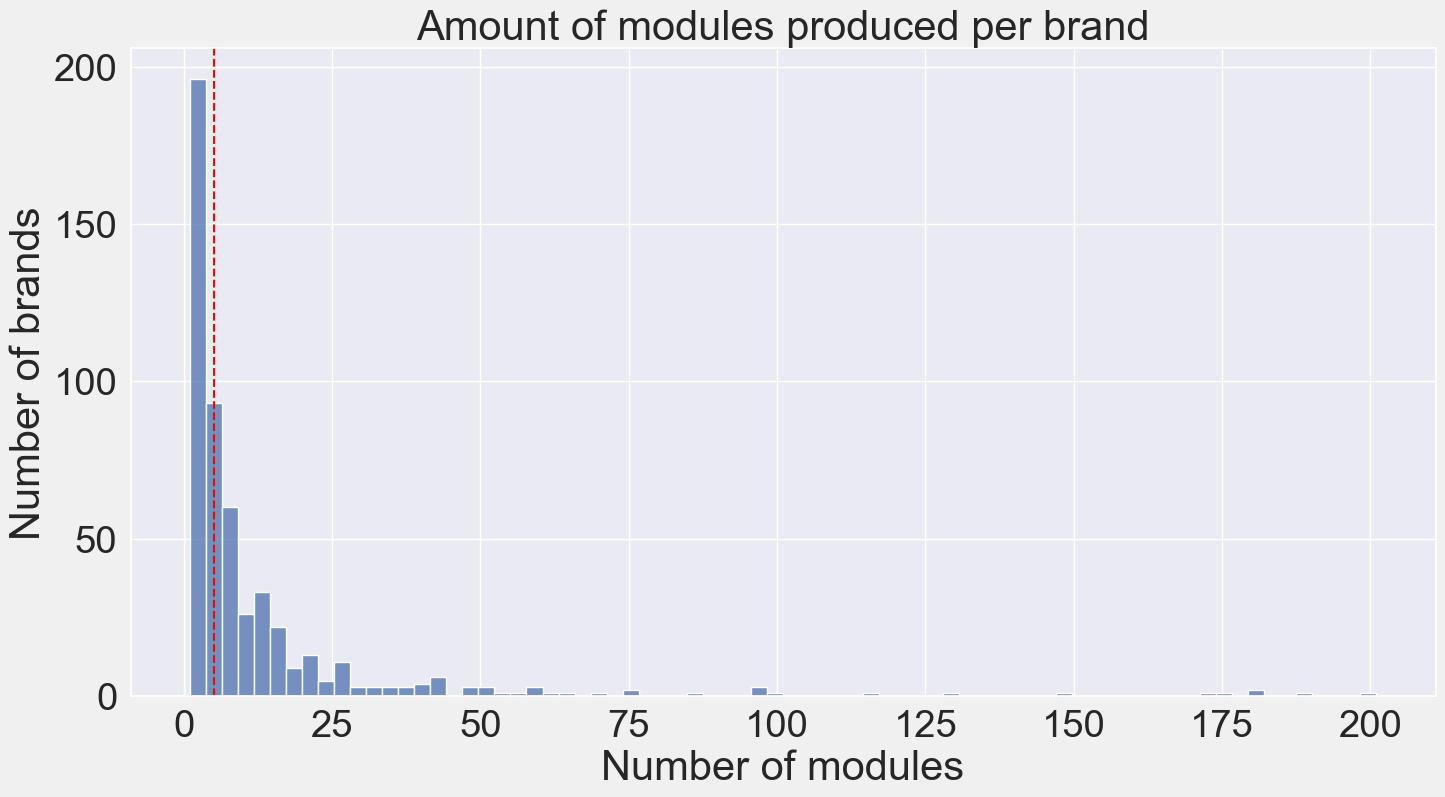 Amount of modules produced per brand
200
150
100
50
0
Number of brands
0 25 50 75 100 125 150 175 200
Number of modules